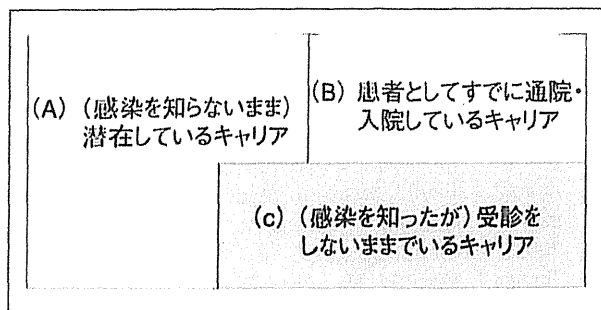 (A) (感染を知らないまま)
潜在しているキャリア
(B) 患者としてすでに通院・
入院しているキャリア
(c) (感染を知ったが)受診を
しないままでいるキャリア